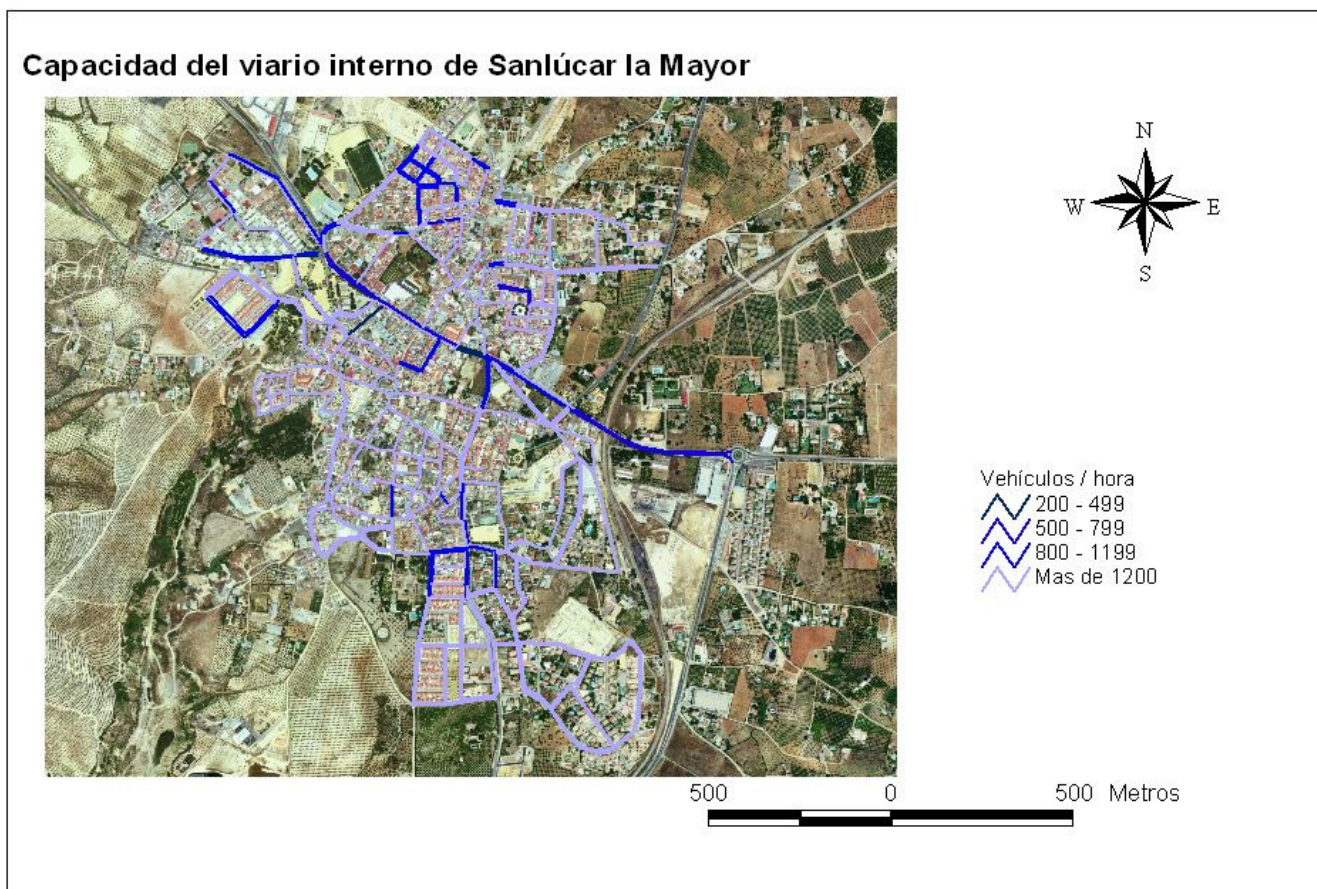 Capacidad del viario interno de Sanlúcar la Mayor
N
W E
S
Vehículos / hora
200 - 499
500 - 799
800 - 1199
Mas de 1200
500 0 500 Metros